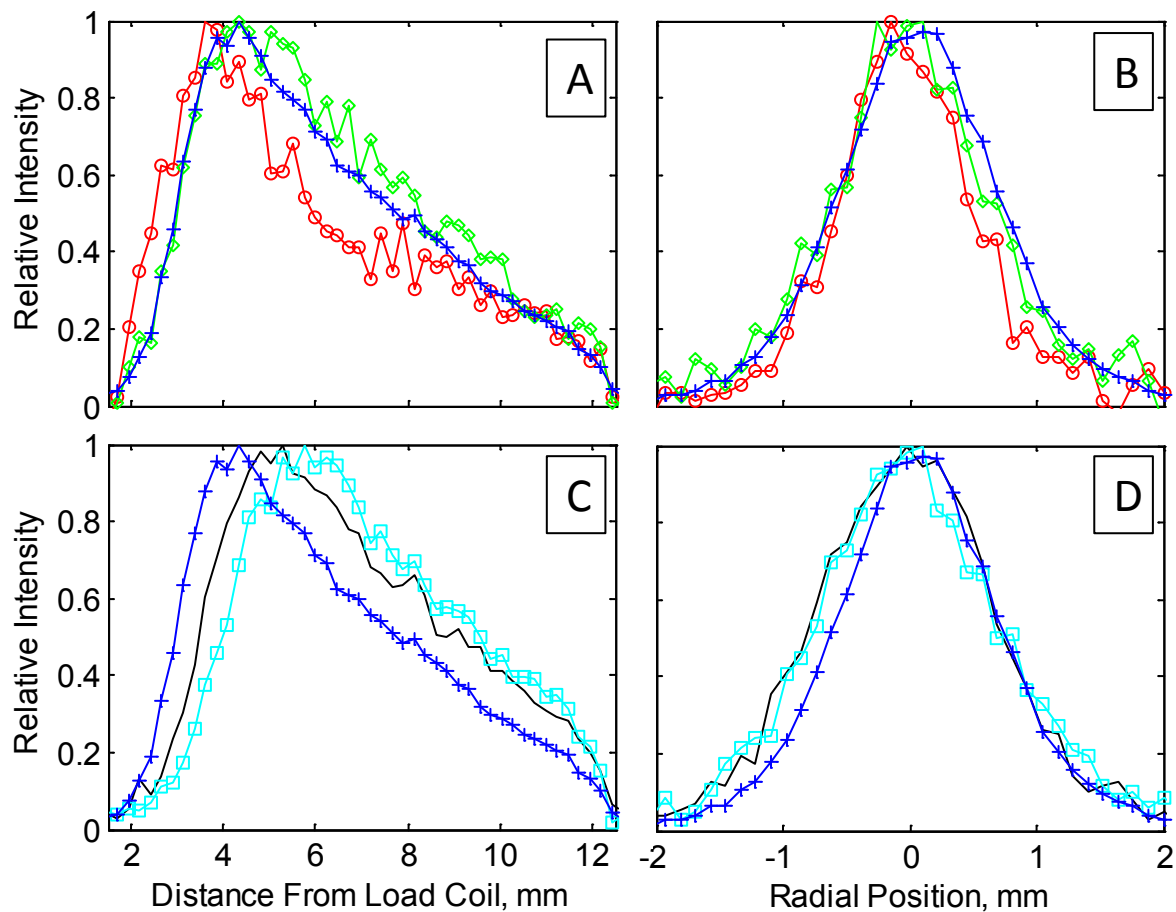 Relative Intensity
1
0.8
0.6
0.4
0.2
0
A
B
Relative Intensity
1
0.8
0.6
0.4
0.2
0
C
D
2 4 6 8 10 12
-2 -1 0 1 2
Distance From Load Coil, mm
Radial Position, mm